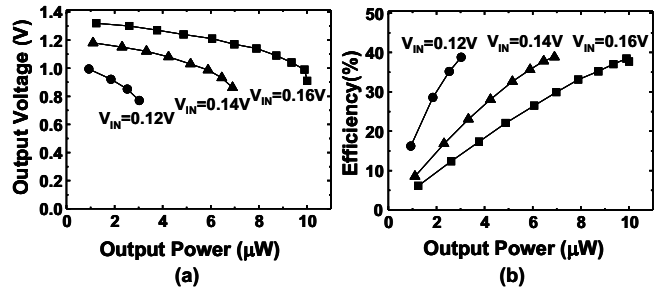 1.4
1.2
1.0
0.8
0.6
0.4
0.2
0.0
Output Voltage (V)
V_IN=0.12V
V_IN=0.14V
V_IN=0.16V
0 2 4 6 8 10
Output Power (μW)
(a)
50
40
30
20
10
0
Efficiency(%)
V_IN=0.12V
V_IN=0.14V
V_IN=0.16V
0 2 4 6 8 10
Output Power (μW)
(b)